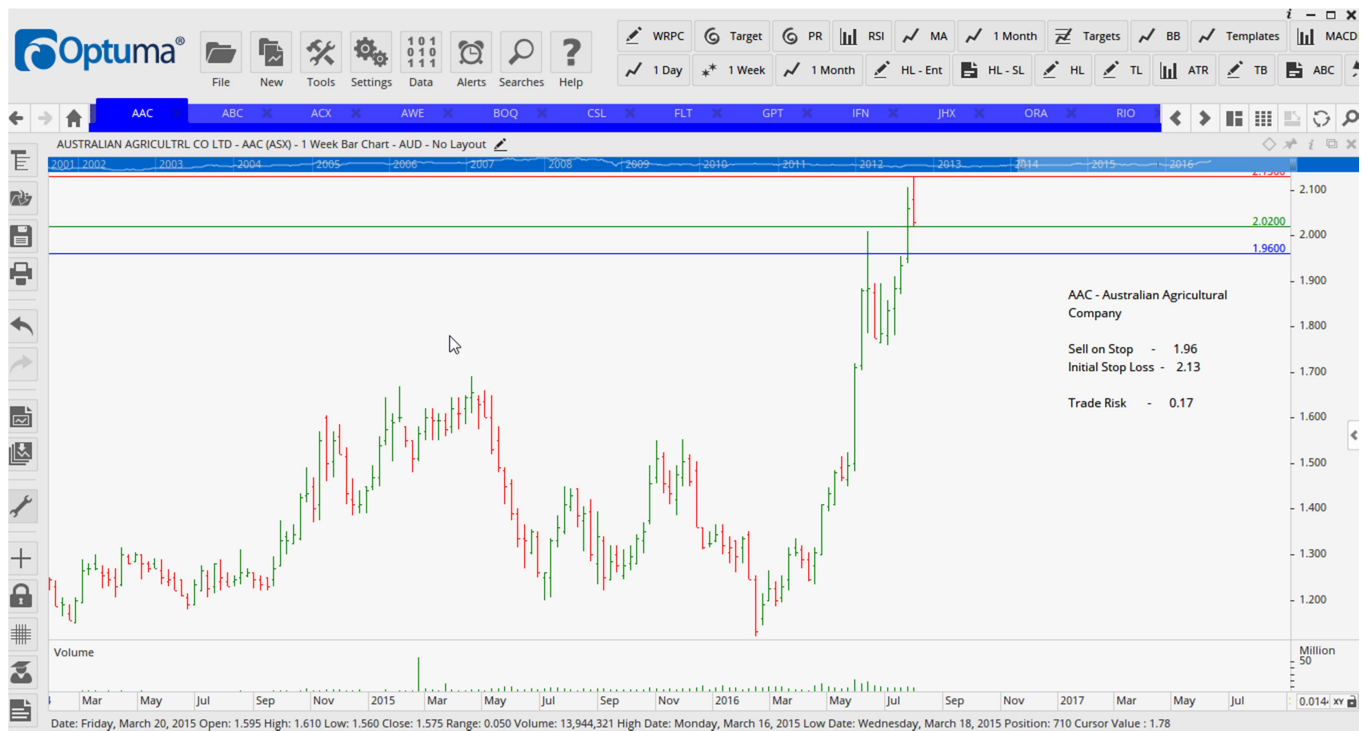 Optuma®
File New Tools Settings Data Alerts Searches Help
101
010
111
WRPC Target PR RSI MA 1 Month Targets BB Templates MACD
1 Day 1 Week 1 Month HL - Ent HL - SL HL TL ATR TB ABC
AAC ABC ACX AWE BOQ CSL FLT GPT IFN JHX ORA RIO
AUSTRALIAN AGRICULTRL CO LTD - AAC (ASX) - 1 Week Bar Chart - AUD - No Layout
2001 2002 2003 2004 2005 2006 2007 2008 2009 2010 2011 2012 2013 2014 2015 2016
2.1300
2.100
2.0200
2.000
1.9600
1.900
AAC - Australian Agricultural
Company
1.800
Sell on Stop - 1.96
Initial Stop Loss - 2.13
1.700
Trade Risk - 0.17
1.600
1.500
1.400
1.300
1.200
Volume
Million
50
Mar May Jul Sep Nov 2015 Mar May Jul Sep Nov 2016 Mar May Jul Sep Nov 2017 Mar May Jul 0.014 XY
Date: Friday, March 20, 2015 Open: 1.595 High: 1.610 Low: 1.560 Close: 1.575 Range: 0.050 Volume: 13,944,321 High Date: Monday, March 16, 2015 Low Date: Wednesday, March 18, 2015 Position: 710 Cursor Value : 1.78